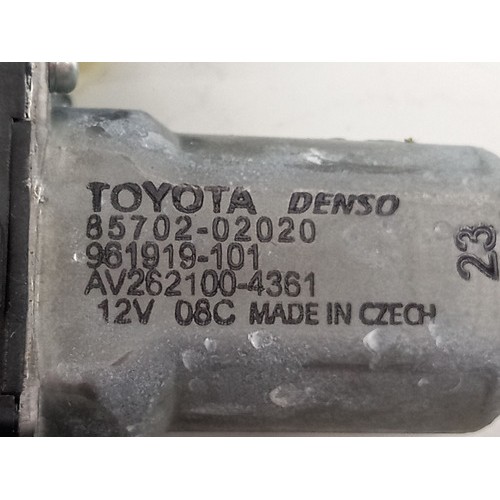 TOYOTA DENSO
85702-02020
961919-101
AV262100-4361
12V 08C MADE IN CZECH
23